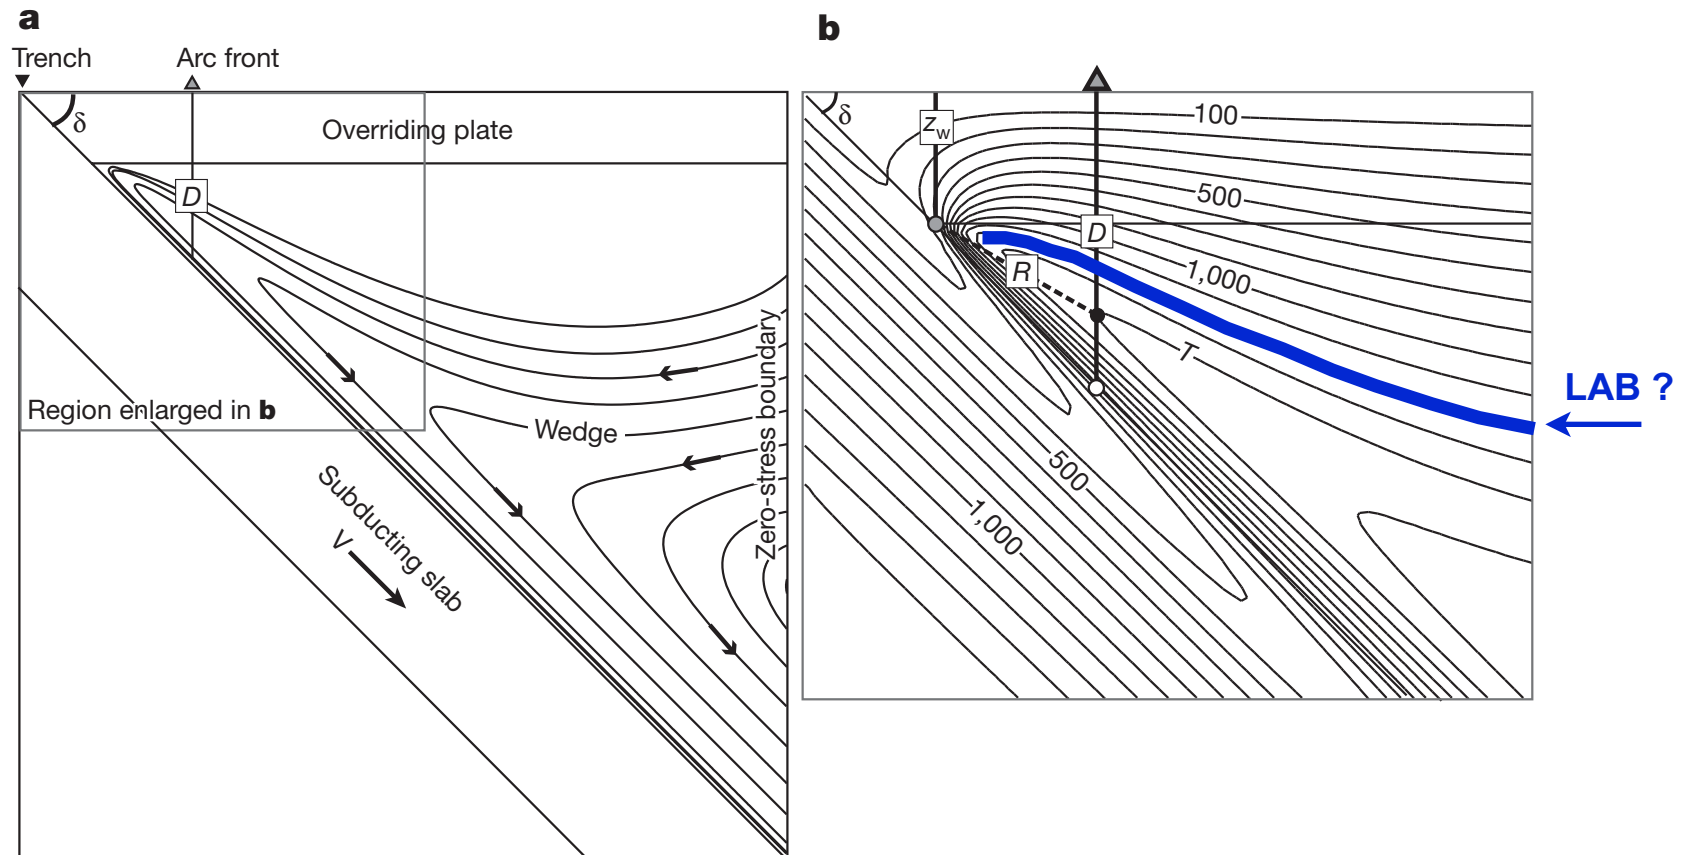 a
Trench
Arc front
δ
Overriding plate
D
Region enlarged in b
Wedge
Zero-stress boundary
Subducting slab
V
b
δ
zw
100
500
D
R
1,000
T
500
1,000
LAB ?